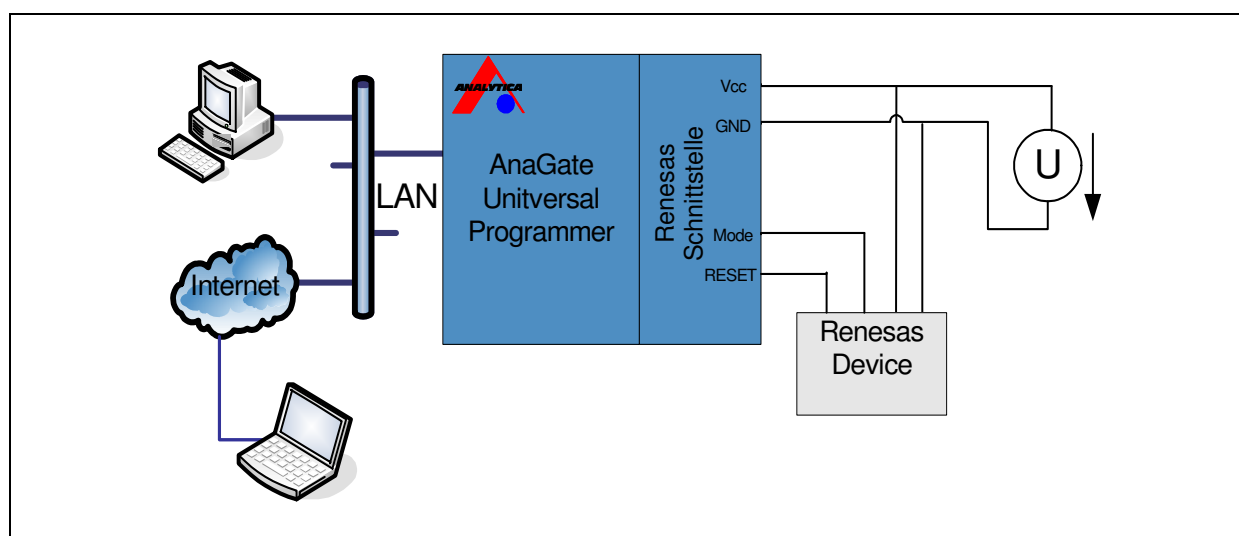 ANALYTICA
AnaGate
Unitversal
Programmer
Renesas
Schnittstelle
Vcc
GND
Mode
RESET
U
LAN
Internet
Renesas
Device